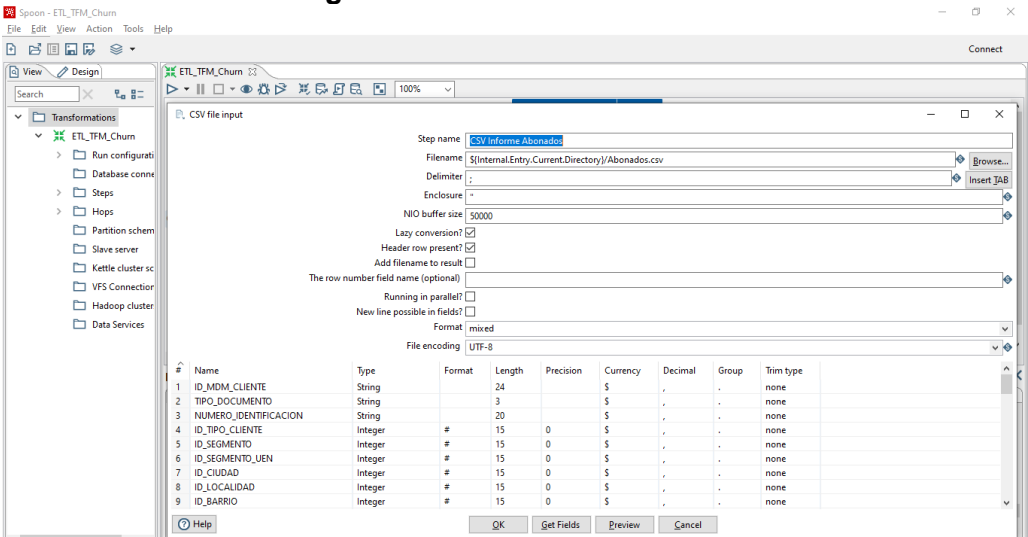 Spoon - ETL_TFM_Churn
File Edit View Action Tools Help
Connect
View Design
ETL_TFM_Churn
Search
100%
Transformations
ETL_TFM_Churn
Run configurati
Database conne
Steps
Hops
Partition schem
Slave server
Kettle cluster sc
VFS Connection
Hadoop cluster
Data Services
CSV file input
Step name CSV Informe Abonados
Filename ${Internal.Entry.Current.Directory}/Abonados.csv Browse...
Delimiter ; Insert TAB
Enclosure "
NIO buffer size 50000
Lazy conversion?
Header row present?
Add filename to result
The row number field name (optional)
Running in parallel?
New line possible in fields?
Format mixed
File encoding UTF-8
# Name Type Format Length Precision Currency Decimal Group Trim type
1 ID_MDM_CLIENTE String 24 $ , . none
2 TIPO_DOCUMENTO String 3 $ , . none
3 NUMERO_IDENTIFICACION String 20 $ , . none
4 ID_TIPO_CLIENTE Integer # 15 0 $ , . none
5 ID_SEGMENTO Integer # 15 0 $ , . none
6 ID_SEGMENTO_UEN Integer # 15 0 $ , . none
7 ID_CIUDAD Integer # 15 0 $ , . none
8 ID_LOCALIDAD Integer # 15 0 $ , . none
9 ID_BARRIO Integer # 15 0 $ , . none
Help OK Get Fields Preview Cancel